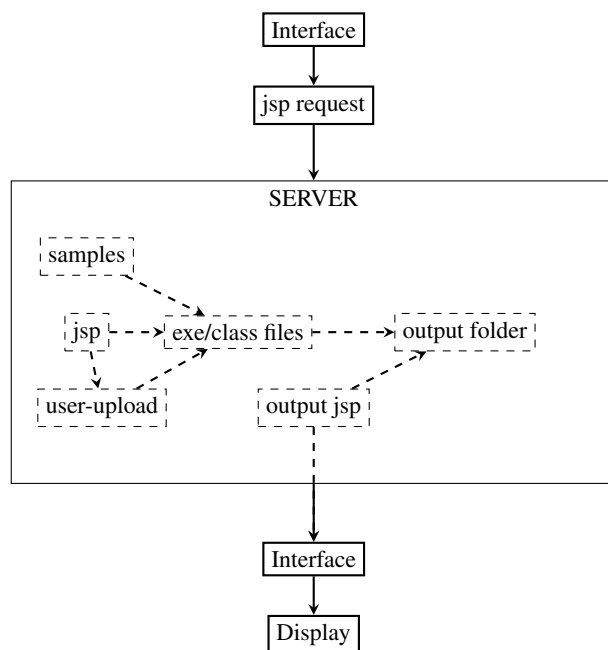 Interface
jsp request
SERVER
samples
jsp
exe/class files
output folder
user-upload
output jsp
Interface
Display